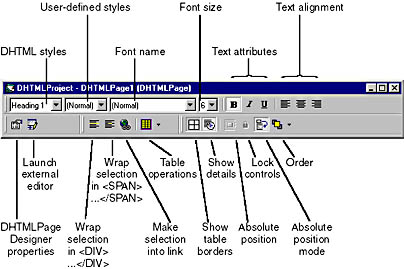 User-defined styles
Font size
Text alignment
DHTML styles
Font name
Text attributes
DHTMLProject - DHTMLPage1 (DHTMLPage)
Heading 1
(Normal)
(Normal)
6
B
I
U
Launch
external
editor
Wrap
selection
in <SPAN>
...</SPAN>
Table
operations
Show
details
Lock
controls
Order
DHTMLPage
Designer
properties
Wrap
selection
in <DIV>
...</DIV>
Make
selection
into link
Show
table
borders
Absolute
position
Absolute
position
mode